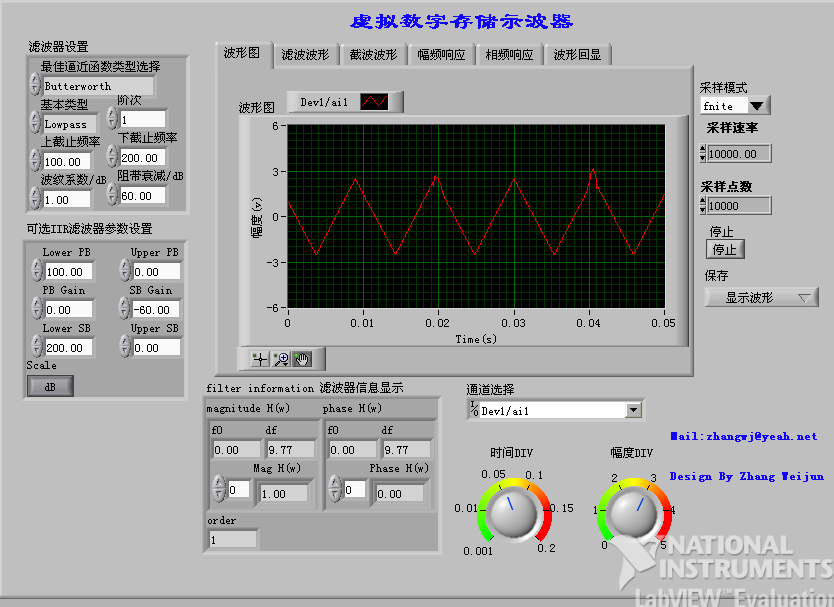 虚拟数字存储示波器
滤波器设置
最佳逼近函数类型选择
Butterworth
基本类型 阶次
Lowpass 1
上截止频率 下截止频率
100.00 200.00
波纹系数/dB 阻带衰减/dB
1.00 60.00
可选IIR滤波器参数设置
Lower PB Upper PB
100.00 0.00
PB Gain SB Gain
0.00 -60.00
Lower SB Upper SB
200.00 0.00
Scale
dB
波形图 滤波波形 截波波形 幅频响应 相频响应 波形回显
波形图 Dev1/ai1
幅度(v)
6
3
0
-3
-6
0 0.01 0.02 0.03 0.04 0.05
Time(s)
采样模式
fnite
采样速率
10000.00
采样点数
10000
停止
停止
保存
显示波形
filter information 滤波器信息显示
magnitude H(w) phase H(w)
f0 df f0 df
0.00 9.77 0.00 9.77
Mag H(w) Phase H(w)
0 1.00 0 0.00
order
1
通道选择
I/0 Dev1/ai1
时间DIV
0.05 0.1
0.01 0.15
0.001 0.2
幅度DIV
2 3
1 4
0 5
Mail:zhangwj@yeah.net
Design By Zhang Weijun
NATIONAL
INSTRUMENTS
LabVIEW™ Evaluation